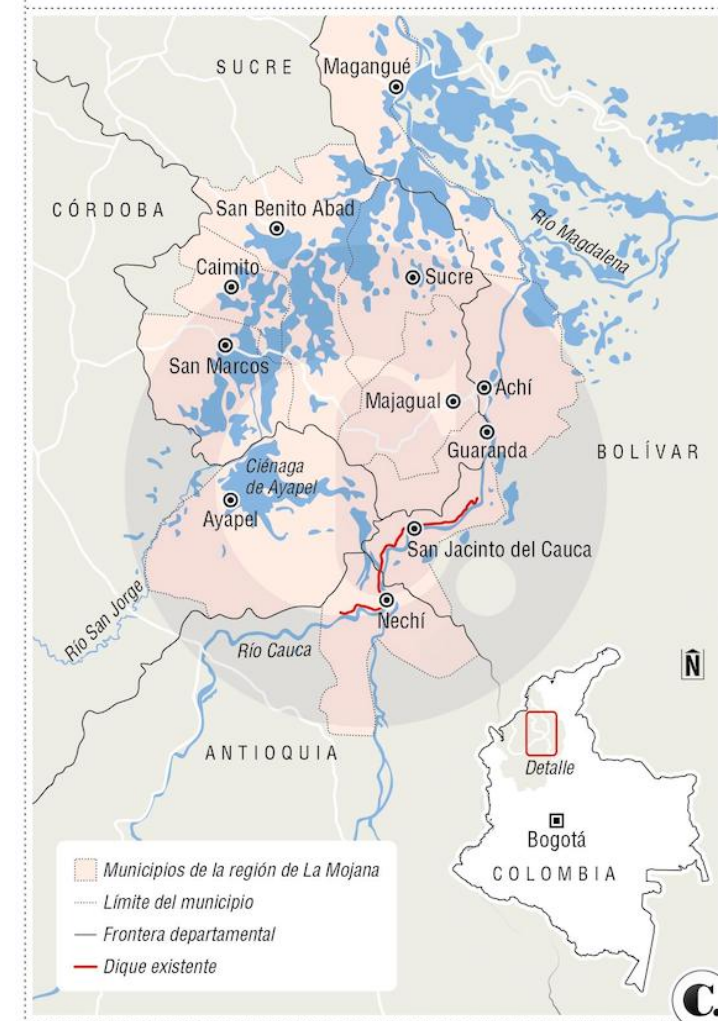 SUCRE
Magangué
CÓRDOBA
San Benito Abad
Río Magdalena
Caimito
Sucre
San Marcos
Majagual
Achí
Guaranda
BOLÍVAR
Ciénaga
de Ayapel
Ayapel
San Jacinto del Cauca
Río San Jorge
Nechí
Río Cauca
N
ANTIOQUIA
Detalle
Bogotá
COLOMBIA
Municipios de la región de La Mojana
Límite del municipio
Frontera departamental
Dique existente
C.